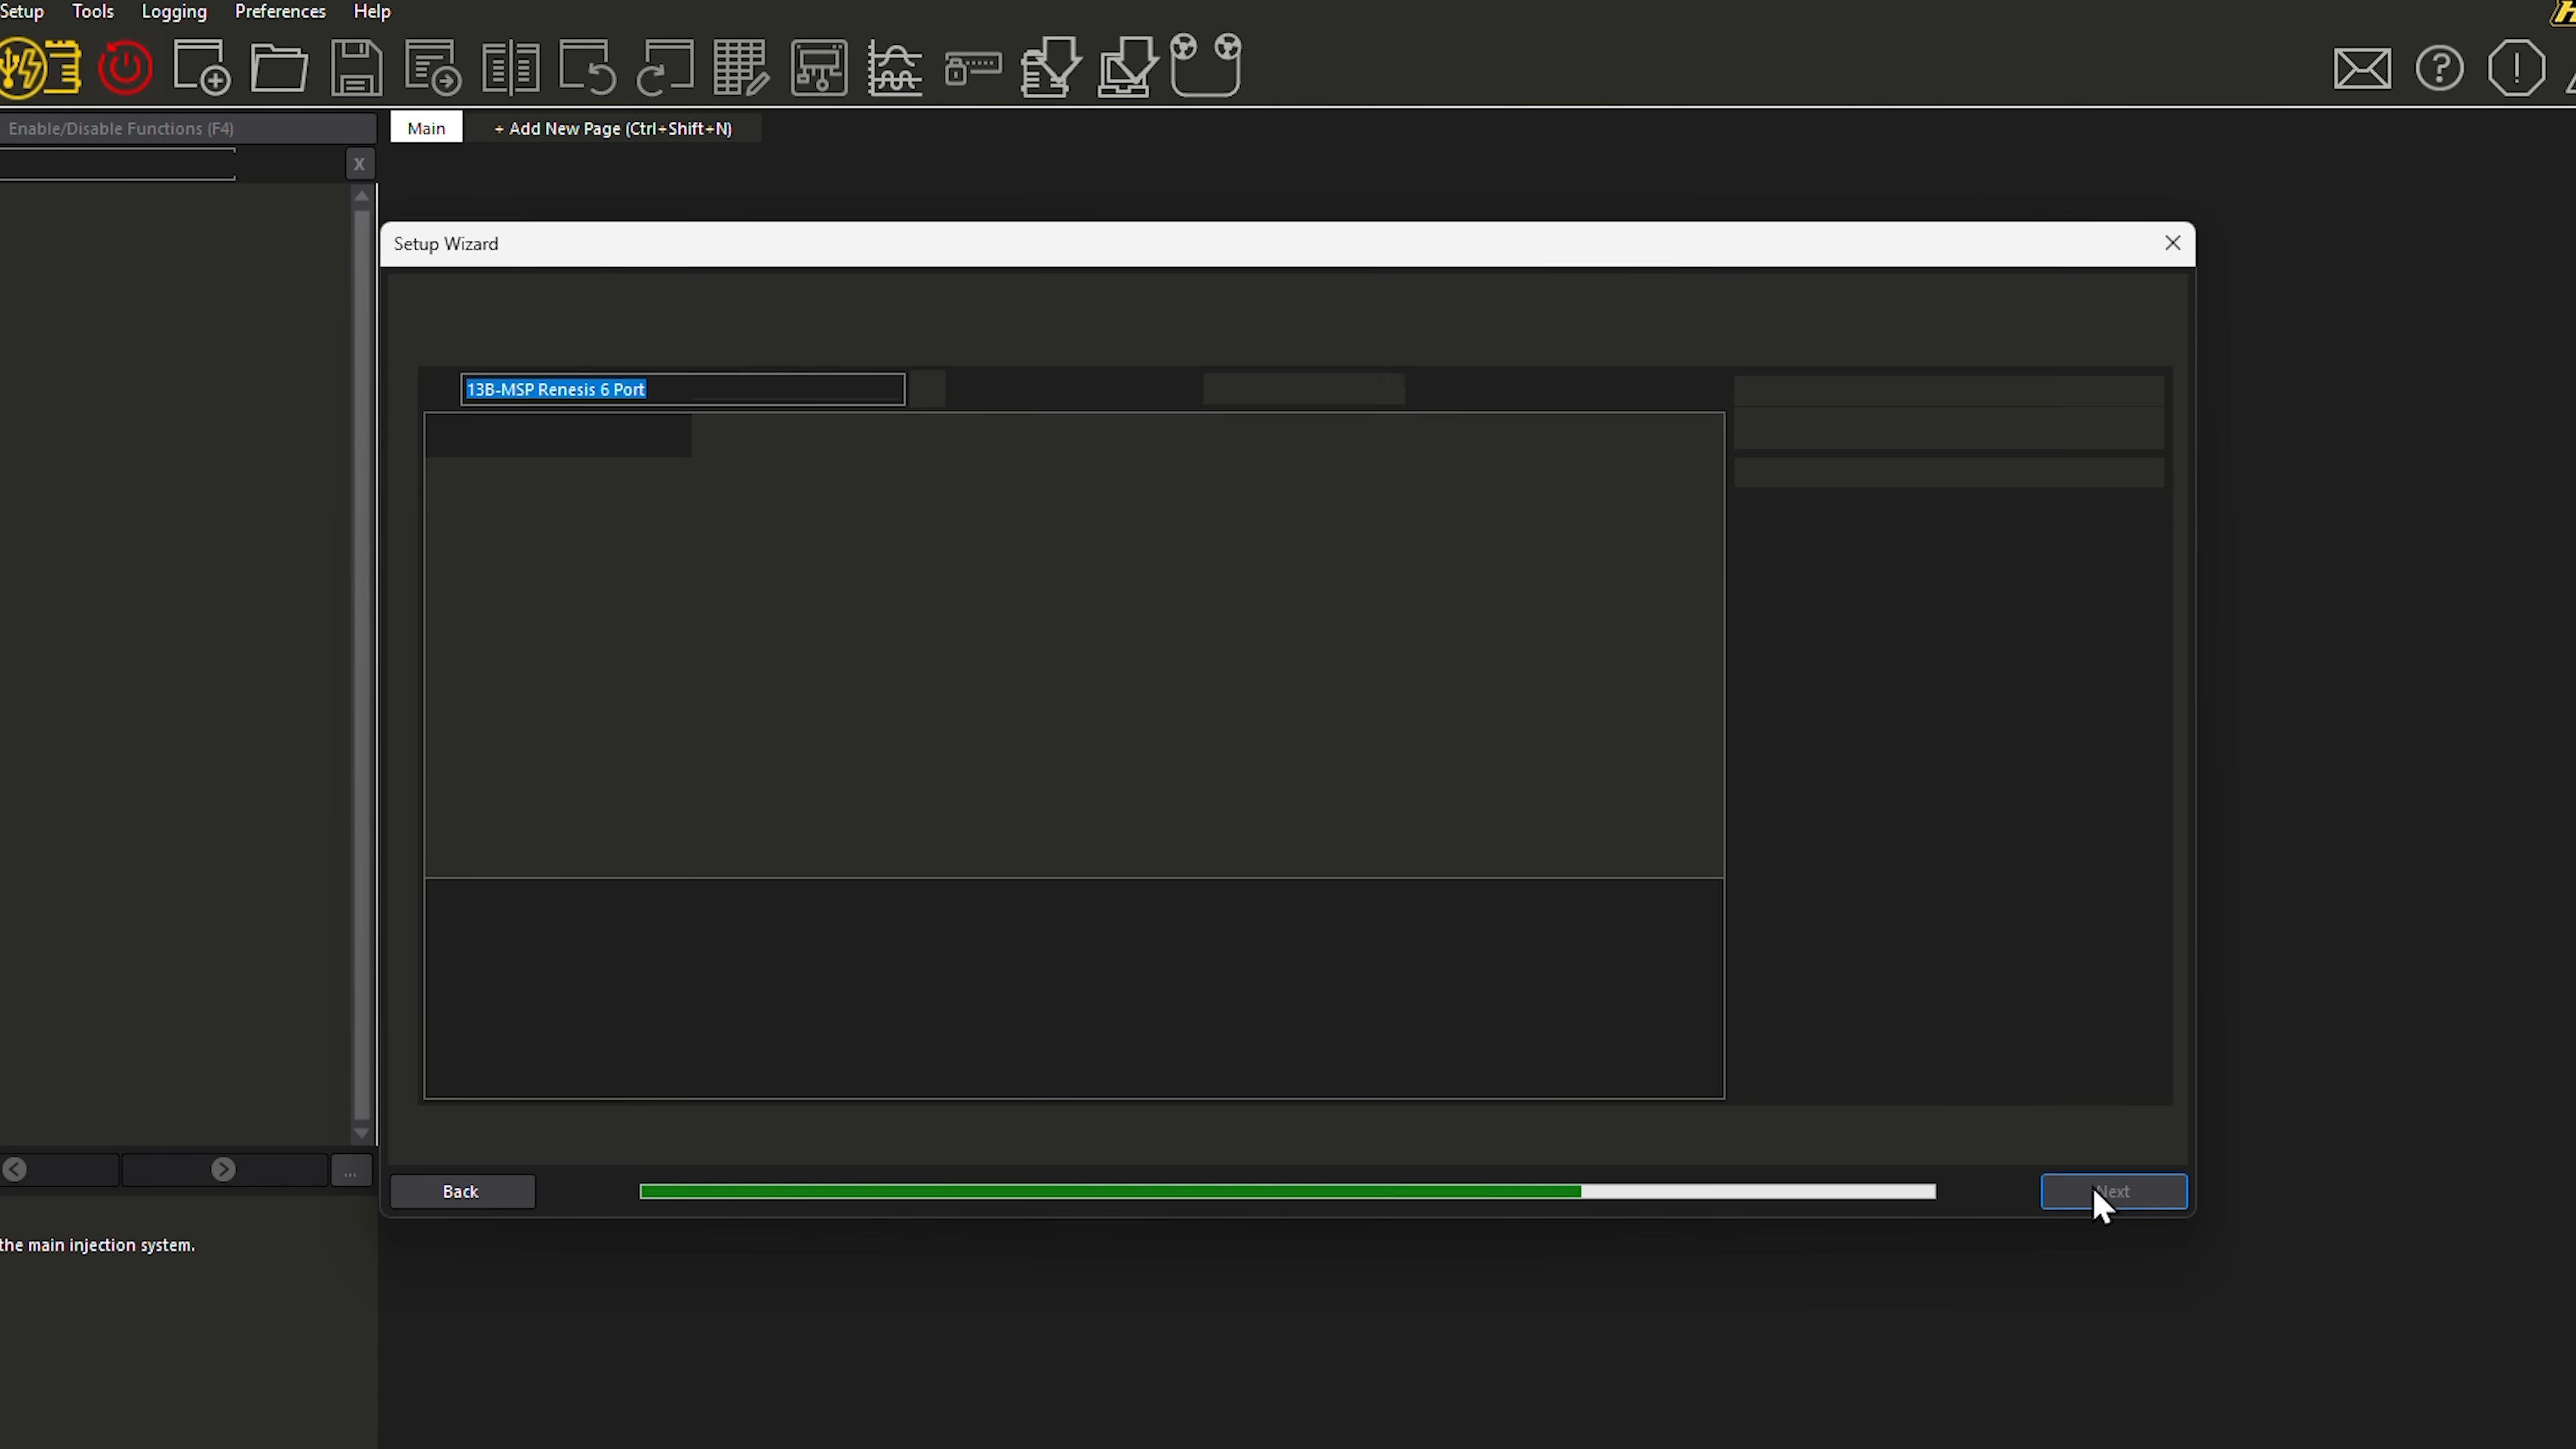 Setup Tools Logging Preferences Help
Enable/Disable Functions (F4)
Main + Add New Page (Ctrl+Shift+N)
X
Setup Wizard
13B-MSP Renesis 6 Port
...
Back
Next
the main injection system.